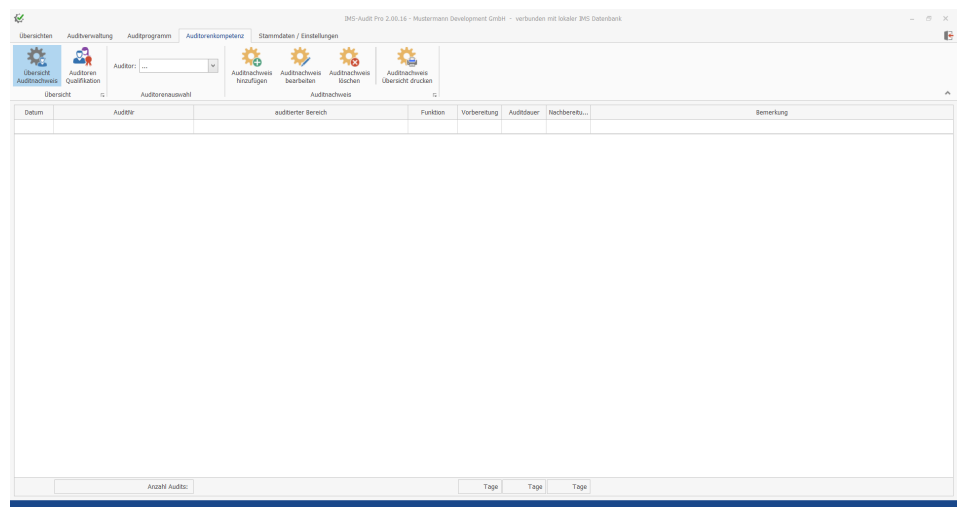 IMS-Audit Pro 2.00.16 - Mustermann Development GmbH - verbunden mit lokaler IMS Datenbank
Übersichten Auditverwaltung Auditprogramm Auditorenkompetenz Stammdaten / Einstellungen
Übersicht Auditnachweis
Auditoren Qualifikation
Auditor: ...
Auditnachweis hinzufügen
Auditnachweis bearbeiten
Auditnachweis löschen
Auditnachweis Übersicht drucken
Übersicht Auditorenauswahl Auditnachweis
Datum AuditNr auditierter Bereich Funktion Vorbereitung Auditdauer Nachbereitu... Bemerkung
Anzahl Audits: Tage Tage Tage